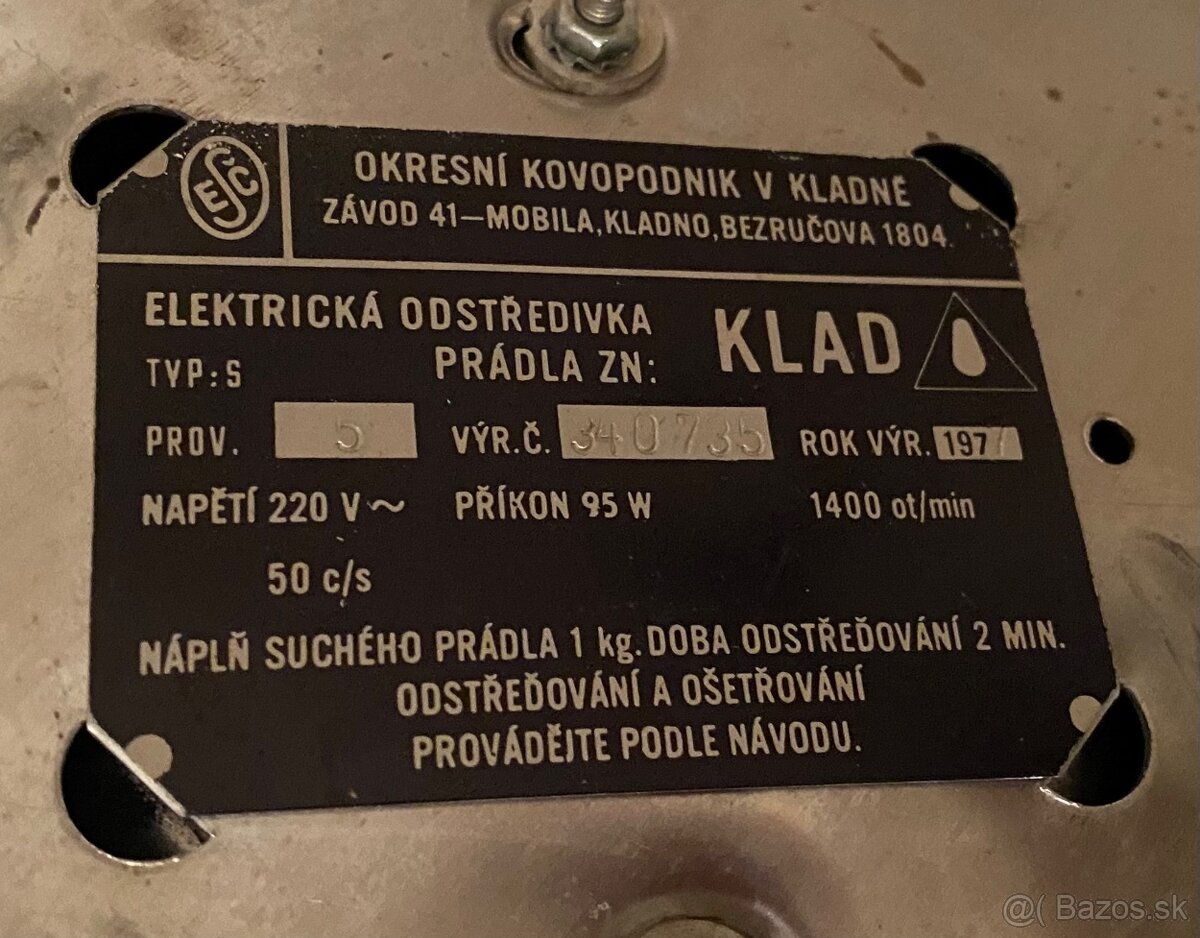 EŠČ
OKRESNÍ KOVOPODNIK V KLADNĚ
ZÁVOD 41-MOBILA, KLADNO, BEZRUČOVA 1804.
ELEKTRICKÁ ODSTŘEDIVKA
PRÁDLA ZN: KLAD
TYP: S
PROV. 5 VÝR.Č. 340735 ROK VÝR. 1977
NAPĚTÍ 220 V~ PŘÍKON 95 W 1400 ot/min
50 c/s
NÁPLŇ SUCHÉHO PRÁDLA 1 kg. DOBA ODSTŘEĎOVÁNÍ 2 MIN.
ODSTŘEĎOVÁNÍ A OŠETŘOVÁNÍ
PROVÁDĚJTE PODLE NÁVODU.
@( Bazos.sk